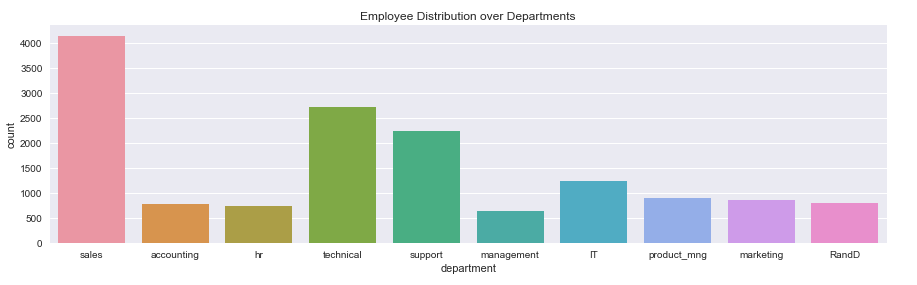 Employee Distribution over Departments
count
4000
3500
3000
2500
2000
1500
1000
500
0
sales accounting hr technical support management IT product_mng marketing RandD
department